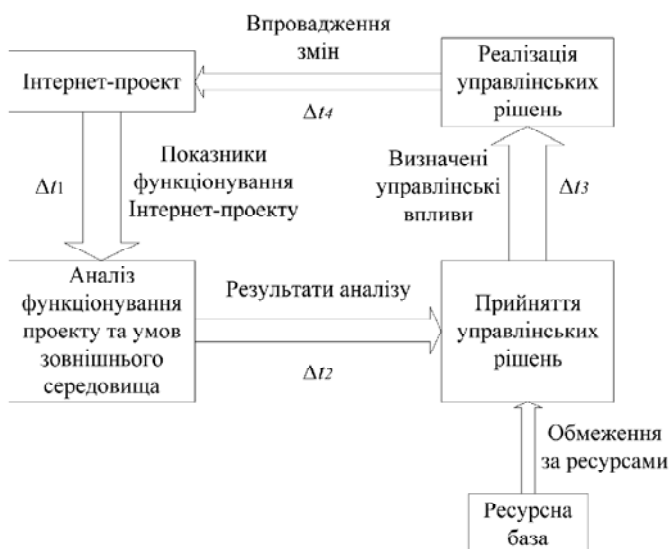 Впровадження
змін
Інтернет-проект
Δt4
Реалізація
управлінських
рішень
Δt1
Показники
функціонування
Інтернет-проекту
Визначені
управлінські
впливи
Δt3
Аналіз
функціонування
проекту та умов
зовнішнього
середовища
Результати аналізу
Δt2
Прийняття
управлінських
рішень
Обмеження
за ресурсами
Ресурсна
база